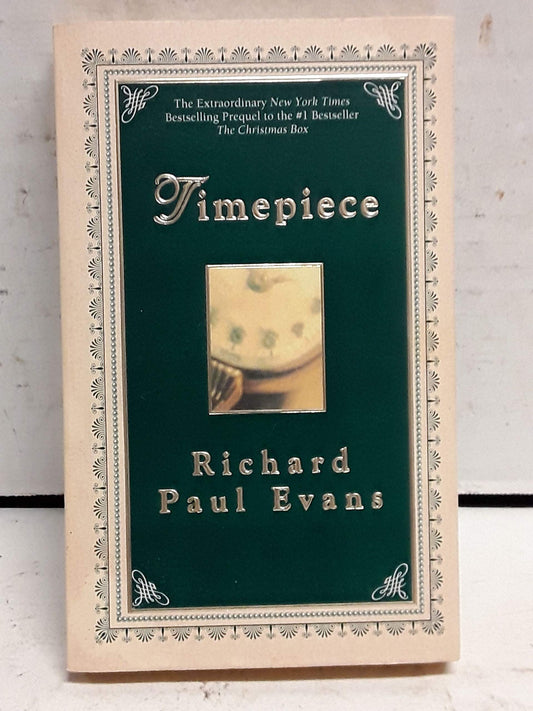 The Extraordinary New York Times
Bestselling Prequel to the #1 Bestseller
The Christmas Box
Timepiece
Richard
Paul Evans